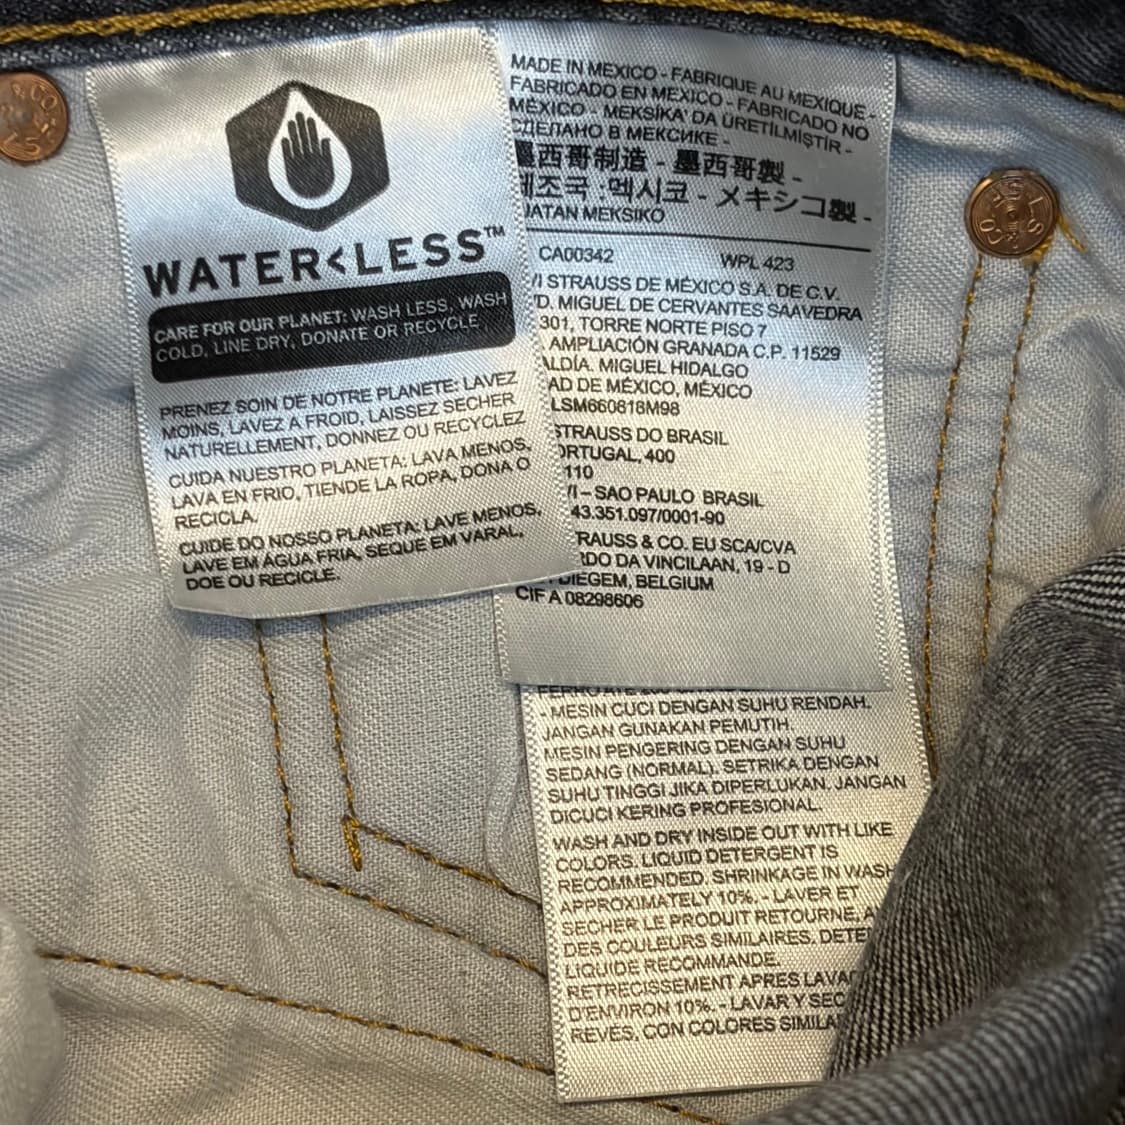 WATER<LESS™
CARE FOR OUR PLANET: WASH LESS, WASH
COLD, LINE DRY, DONATE OR RECYCLE
PRENEZ SOIN DE NOTRE PLANETE: LAVEZ
MOINS, LAVEZ A FROID, LAISSEZ SECHER
NATURELLEMENT, DONNEZ OU RECYCLEZ
CUIDA NUESTRO PLANETA: LAVA MENOS,
LAVA EN FRIO, TIENDE LA ROPA, DONA O
RECICLA.
CUIDE DO NOSSO PLANETA: LAVE MENOS,
LAVE EM ÁGUA FRIA, SEQUE EM VARAL,
DOE OU RECICLE.
MADE IN MEXICO - FABRIQUE AU MEXIQUE -
FABRICADO EN MEXICO - FABRICADO NO
MÉXICO - MEKSİKA' DA ÜRETİLMİŞTİR -
СДЕЛАНО В МЕКСИКЕ -
墨西哥制造 - 墨西哥製 -
제조국 :멕시코 - メキシコ製 -
MEKSIKO
CA00342 WPL 423
STRAUSS DE MÉXICO S.A. DE C.V.
MIGUEL DE CERVANTES SAAVEDRA
301, TORRE NORTE PISO 7
AMPLIACIÓN GRANADA C.P. 11529
MIGUEL HIDALGO
DE MÉXICO, MÉXICO
LSM660618M98
STRAUSS DO BRASIL
400
110
– SAO PAULO BRASIL
43.351.097/0001-90
& CO. EU SCA/CVA
DA VINCILAAN, 19 - D
BELGIUM
CIF A 08298606
- MESIN CUCI DENGAN SUHU RENDAH.
JANGAN GUNAKAN PEMUTIH.
MESIN PENGERING DENGAN SUHU
SEDANG (NORMAL). SETRIKA DENGAN
SUHU TINGGI JIKA DIPERLUKAN. JANGAN
DICUCI KERING PROFESIONAL.
WASH AND DRY INSIDE OUT WITH LIKE
COLORS. LIQUID DETERGENT IS
RECOMMENDED. SHRINKAGE IN WASH
APPROXIMATELY 10%. - LAVER ET
SECHER LE PRODUIT RETOURNE,
DES COULEURS SIMILAIRES,
LIQUIDE RECOMMANDE.
RETRECISSEMENT APRES
D'ENVIRON 10%. - LAVAR Y
REVES, CON COLORES